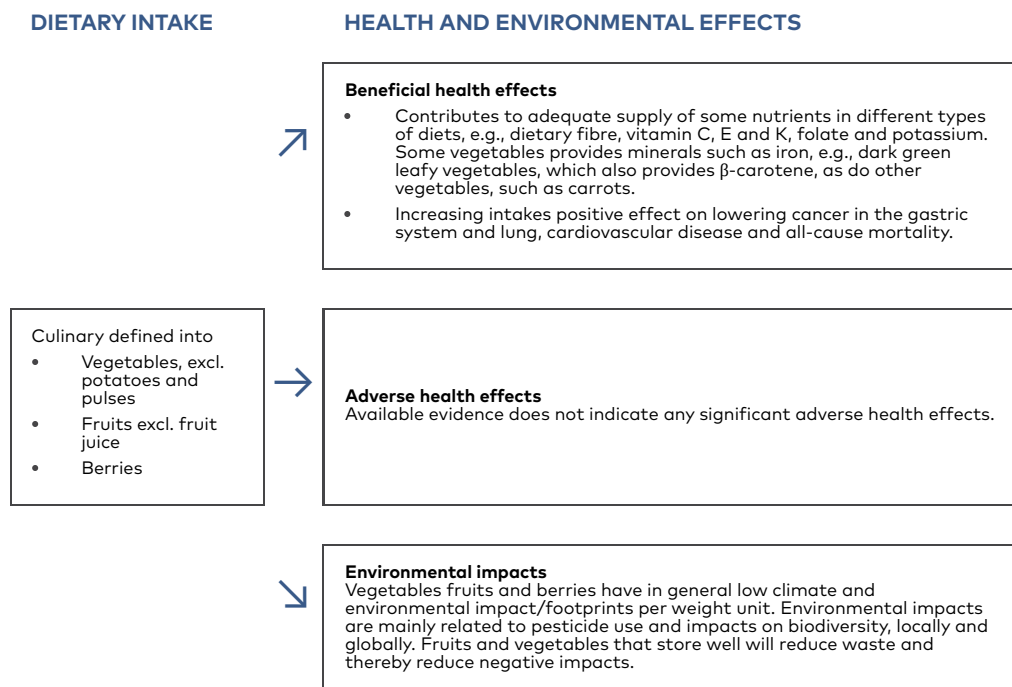 DIETARY INTAKE
HEALTH AND ENVIRONMENTAL EFFECTS
Beneficial health effects
• Contributes to adequate supply of some nutrients in different types
of diets, e.g., dietary fibre, vitamin C, E and K, folate and potassium.
Some vegetables provides minerals such as iron, e.g., dark green
leafy vegetables, which also provides β-carotene, as do other
vegetables, such as carrots.
• Increasing intakes positive effect on lowering cancer in the gastric
system and lung, cardiovascular disease and all-cause mortality.
Culinary defined into
• Vegetables, excl.
potatoes and
pulses
• Fruits excl. fruit
juice
• Berries
Adverse health effects
Available evidence does not indicate any significant adverse health effects.
Environmental impacts
Vegetables fruits and berries have in general low climate and
environmental impact/footprints per weight unit. Environmental impacts
are mainly related to pesticide use and impacts on biodiversity, locally and
globally. Fruits and vegetables that store well will reduce waste and
thereby reduce negative impacts.